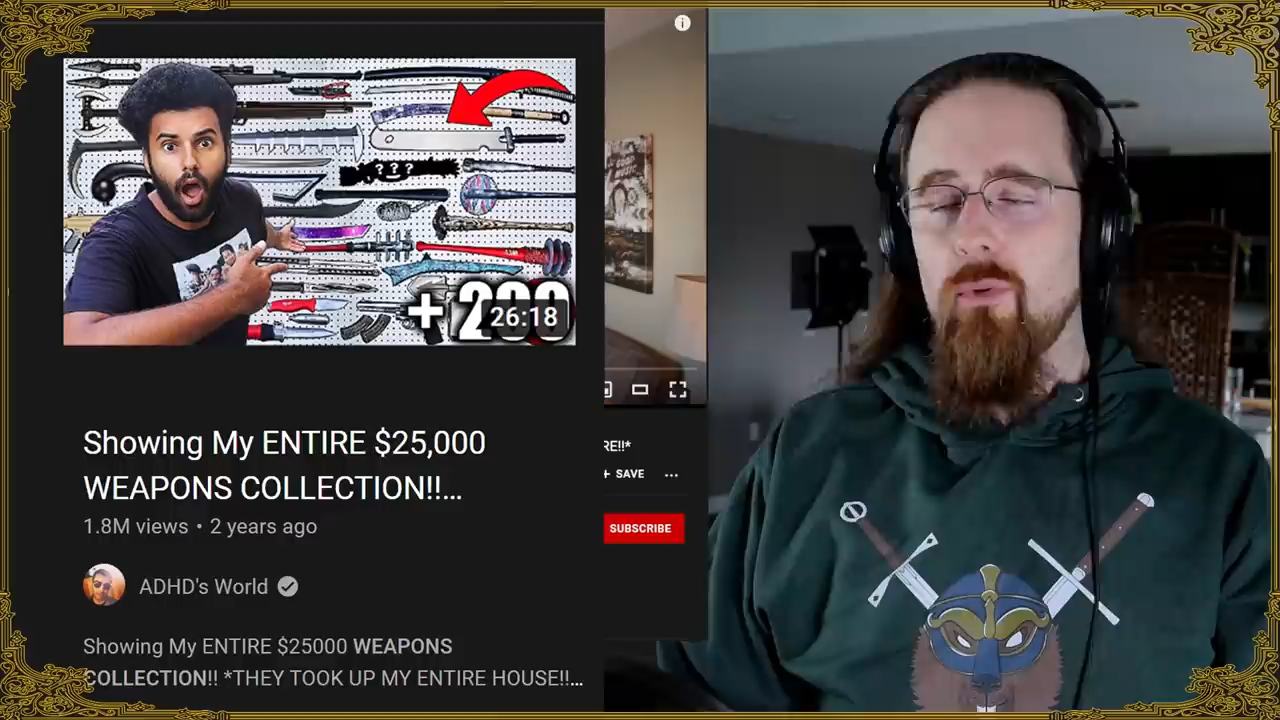 ? ? ?
+ 200
26:18
Showing My ENTIRE $25,000
WEAPONS COLLECTION!!...
1.8M views • 2 years ago
ADHD's World
Showing My ENTIRE $25000 WEAPONS
COLLECTION!! *THEY TOOK UP MY ENTIRE HOUSE!!...
RE!!*
+ SAVE ...
SUBSCRIBE